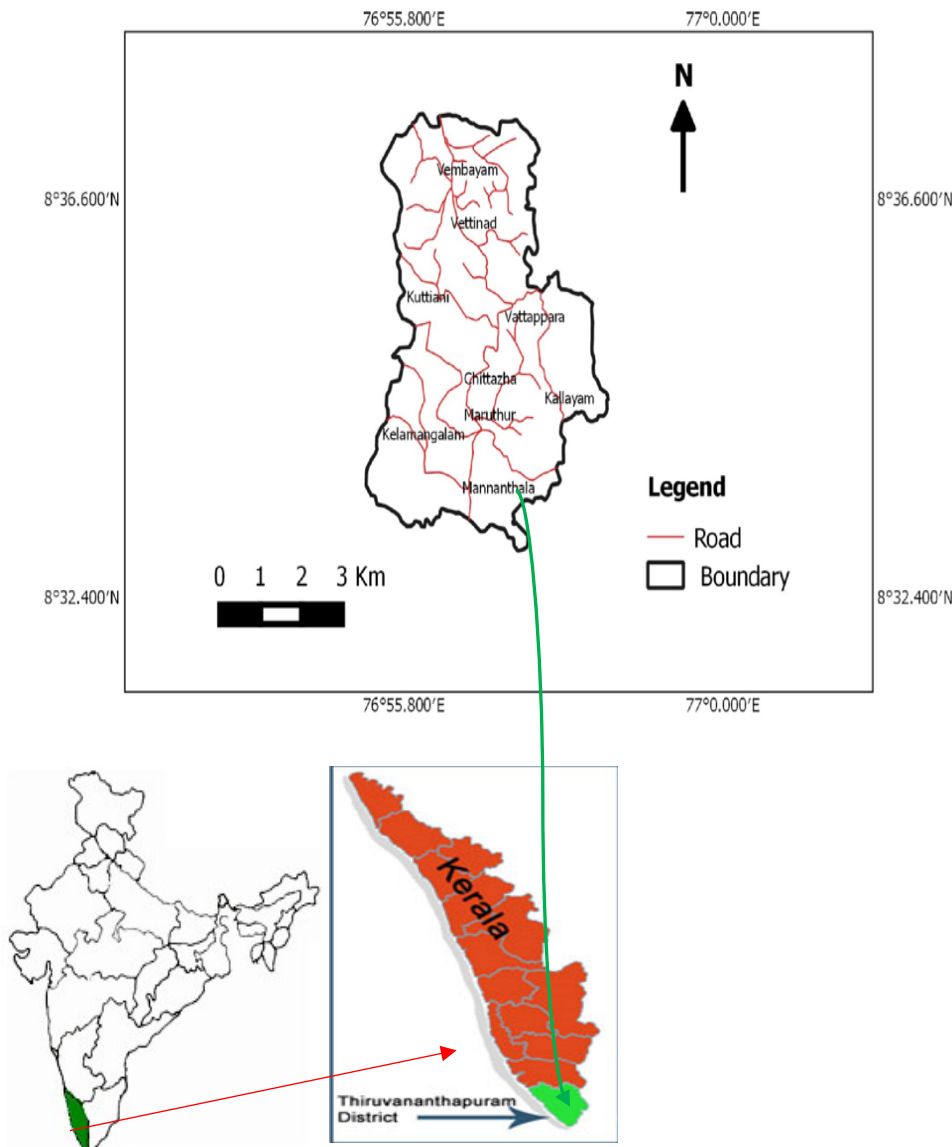 76°55.800′E 77°0.000′E
N
8°36.600′N 8°36.600′N
Vembayam
Vettinad
Kuttiani
Vattappara
Chittazha
Kallayam
Maruthur
Kelamangalam
Mannanthala
Legend
Road
Boundary
0 1 2 3 Km
8°32.400′N 8°32.400′N
76°55.800′E 77°0.000′E
Kerala
Thiruvananthapuram
District